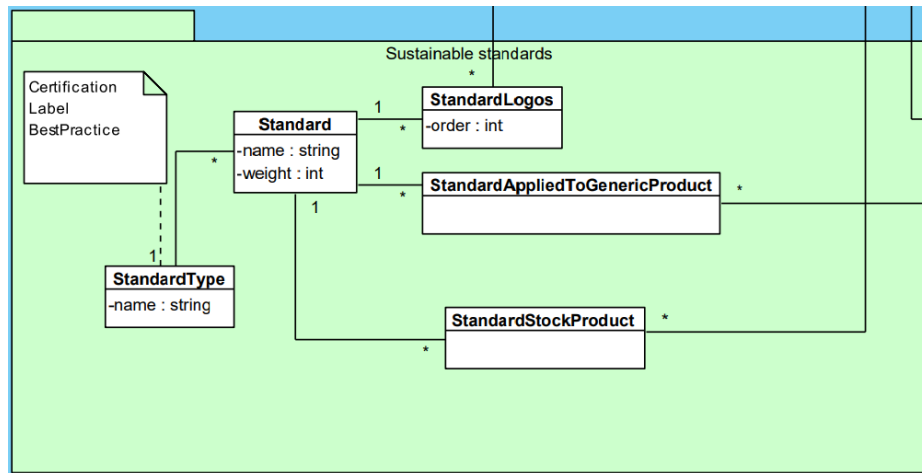 Sustainable standards
Certification
Label
BestPractice
*
StandardLogos
-order : int
1
*
Standard
-name : string
-weight : int
*
1
*
StandardAppliedToGenericProduct
*
1
1
StandardType
-name : string
StandardStockProduct
*
*